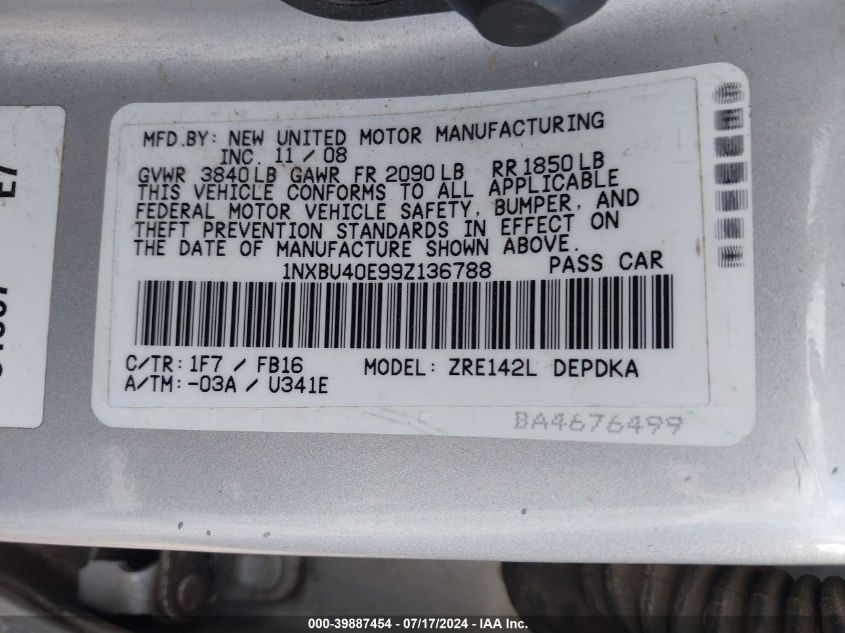 MFD.BY: NEW UNITED MOTOR MANUFACTURING
INC. 11 / 08
GVWR 3840 LB GAWR FR 2090 LB RR 1850 LB
THIS VEHICLE CONFORMS TO ALL APPLICABLE
FEDERAL MOTOR VEHICLE SAFETY, BUMPER, AND
THEFT PREVENTION STANDARDS IN EFFECT ON
THE DATE OF MANUFACTURE SHOWN ABOVE.
1NXBU40E99Z136788 PASS CAR
C/TR: 1F7 / FB16 MODEL: ZRE142L DEPDKA
A/TM: -03A / U341E
BA4676499
E7
000-39887454 / 07/17/2024 / IAA Inc.